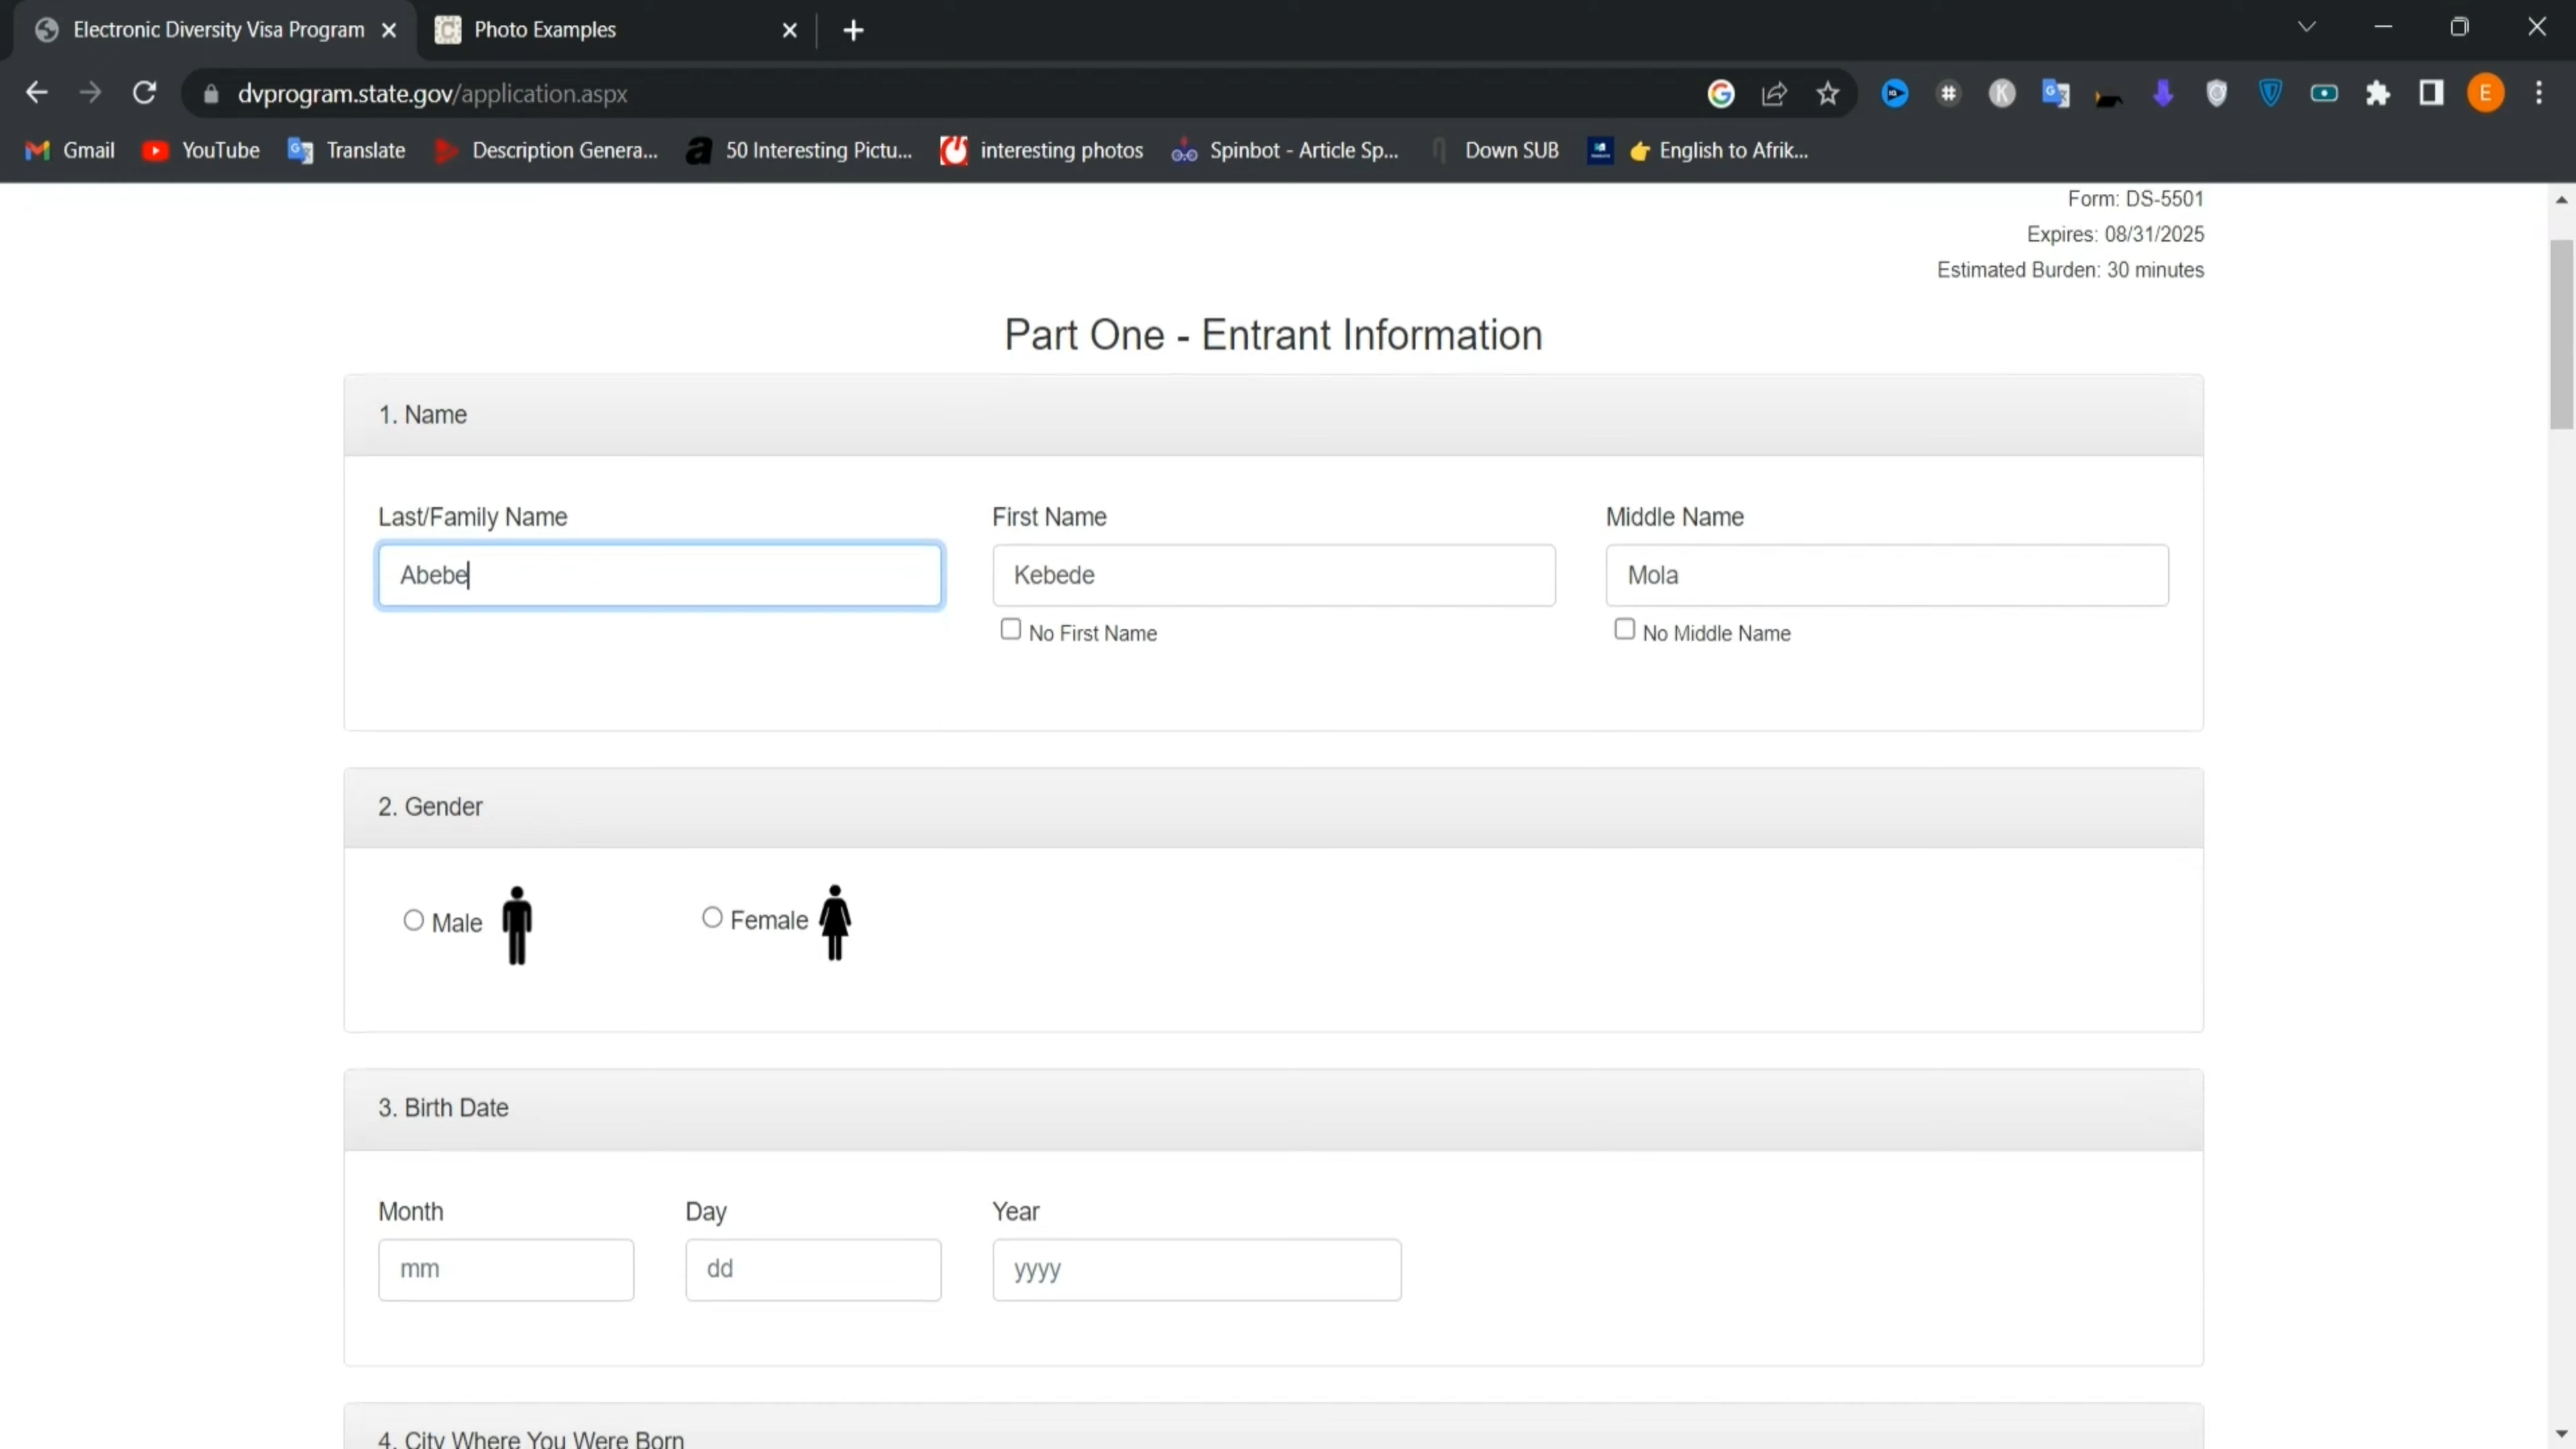 Electronic Diversity Visa Program
Photo Examples
dvprogram.state.gov/application.aspx
E
Gmail
YouTube
Translate
Description Genera...
50 Interesting Pictu...
interesting photos
Spinbot - Article Sp...
Down SUB
English to Afrik...
Form: DS-5501
Expires: 08/31/2025
Estimated Burden: 30 minutes
Part One - Entrant Information
1. Name
Last/Family Name
First Name
Middle Name
Abebe
Kebede
Mola
No First Name
No Middle Name
2. Gender
Male
Female
3. Birth Date
Month
Day
Year
mm
dd
yyyy
4. City Where You Were Born